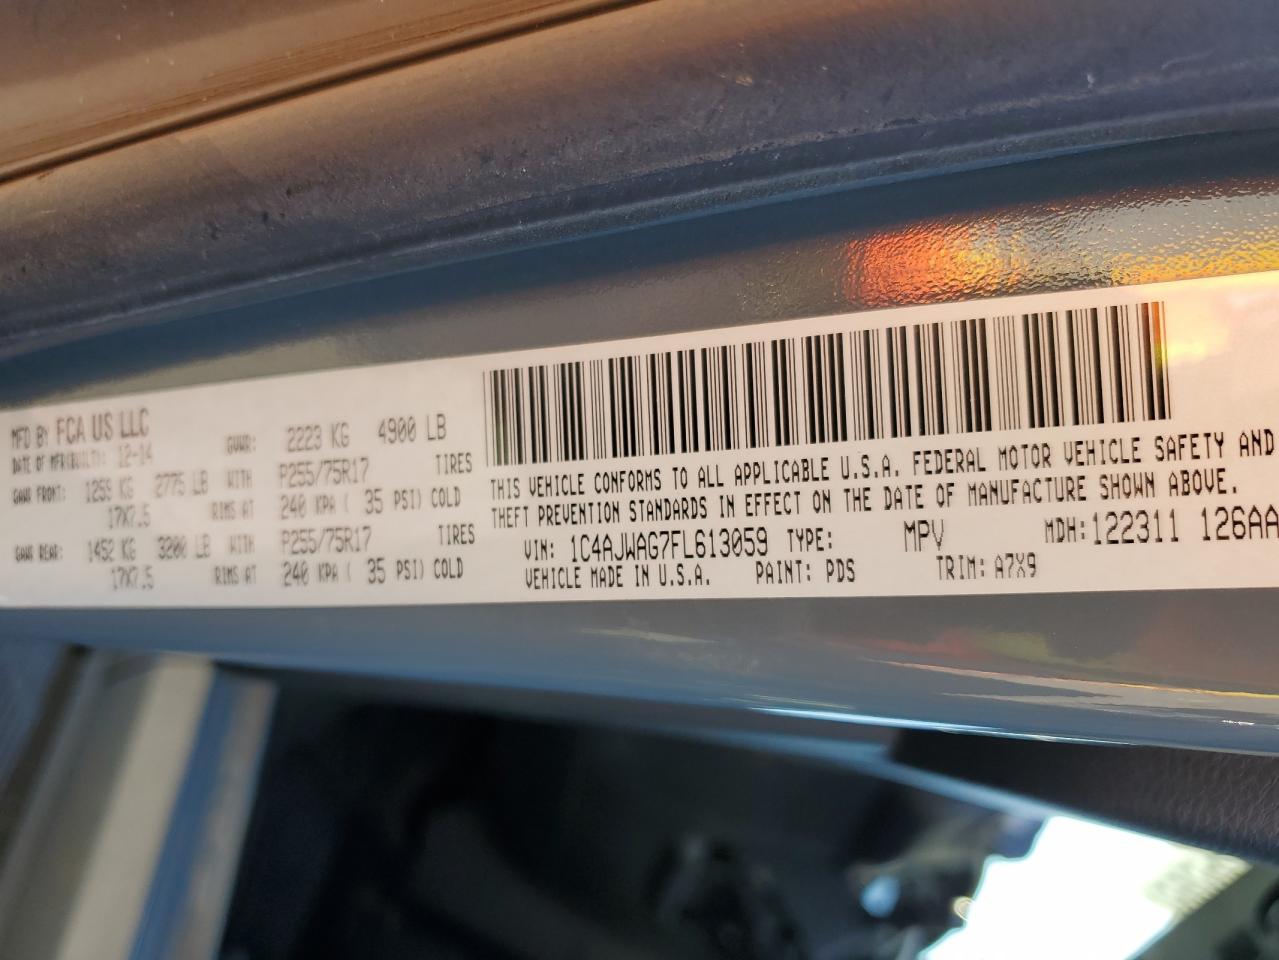 MFD BY FCA US LLC
DATE OF MFR(BUILT): 12-14 GVWR: 2223 KG 4900 LB
GAWR FRONT: 1259 KG 2775 LB WITH P255/75R17 TIRES
17X7.5 RIMS AT 240 KPA ( 35 PSI) COLD
GAWR REAR: 1452 KG 3200 LB WITH P255/75R17 TIRES
17X7.5 RIMS AT 240 KPA ( 35 PSI) COLD
THIS VEHICLE CONFORMS TO ALL APPLICABLE U.S.A. FEDERAL MOTOR VEHICLE SAFETY AND
THEFT PREVENTION STANDARDS IN EFFECT ON THE DATE OF MANUFACTURE SHOWN ABOVE.
VIN: 1C4AJWAG7FL613059 TYPE: MPV MDH: 122311 126AA
VEHICLE MADE IN U.S.A. PAINT: PDS TRIM: A7X9